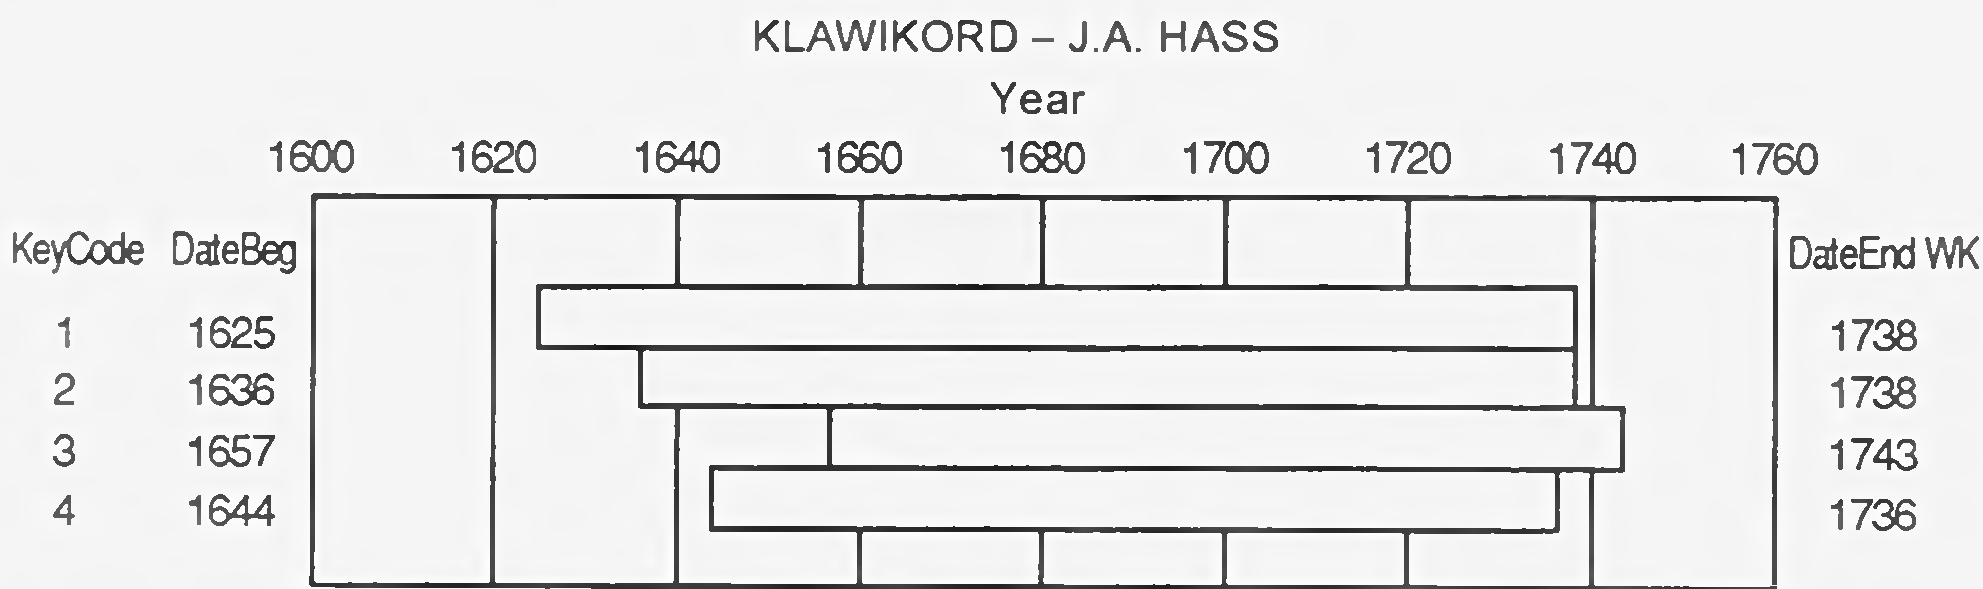 KLAWIKORD – J.A. HASS
Year
1600 1620 1640 1660 1680 1700 1720 1740 1760
KeyCode DateBeg DateEnd WK
1 1625 1738
2 1636 1738
3 1657 1743
4 1644 1736